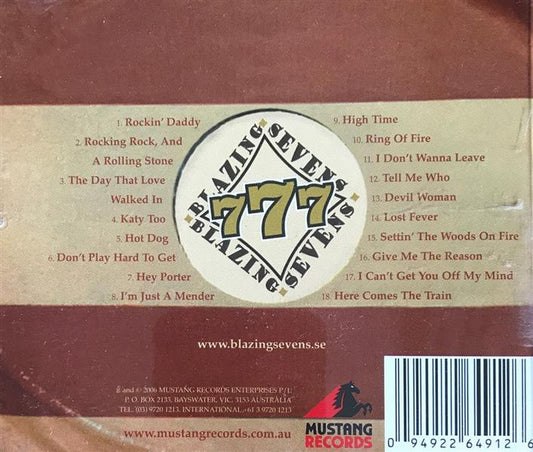 1. Rockin' Daddy
2. Rocking Rock, And
A Rolling Stone
3. The Day That Love
Walked In
4. Katy Too
5. Hot Dog
6. Don't Play Hard To Get
7. Hey Porter
8. I'm Just A Mender
BLAZING SEVENS
777
BLAZING SEVENS
9. High Time
10. Ring Of Fire
11. I Don't Wanna Leave
12. Tell Me Who
13. Devil Woman
14. Lost Fever
15. Settin' The Woods On Fire
16. Give Me The Reason
17. I Can't Get You Off My Mind
18. Here Comes The Train
www.blazingsevens.se
℗ and © 2006 MUSTANG RECORDS ENTERPRISES P/L
P. O. BOX 2133, BAYSWATER, VIC. 3153 AUSTRALIA
TEL. (03) 9720 1213, INTERNATIONAL +61 3 9720 1213
www.mustangrecords.com.au
MUSTANG
RECORDS
0 94922 64912 6